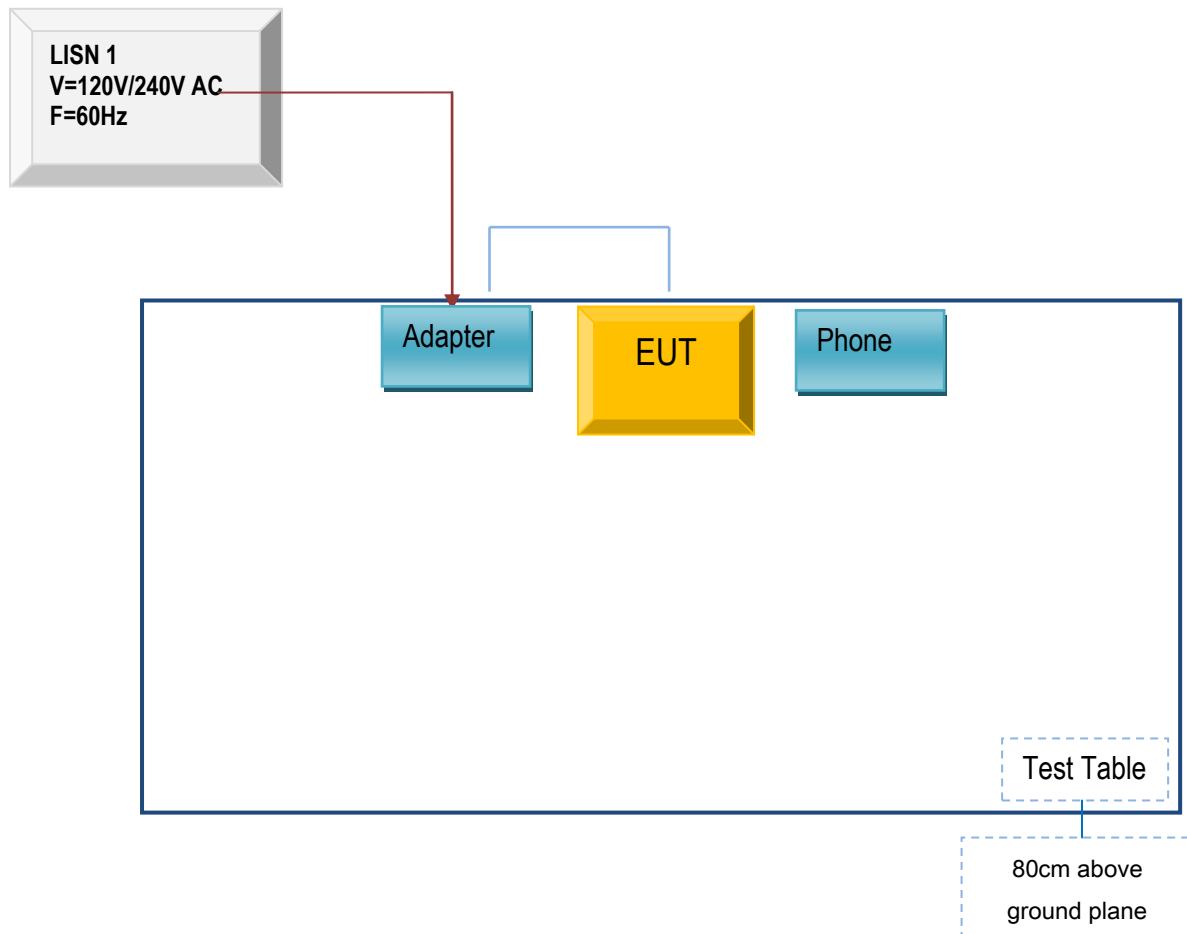 LISN 1
V=120V/240V AC
F=60Hz
Adapter
EUT
Phone
Test Table
80cm above
ground plane